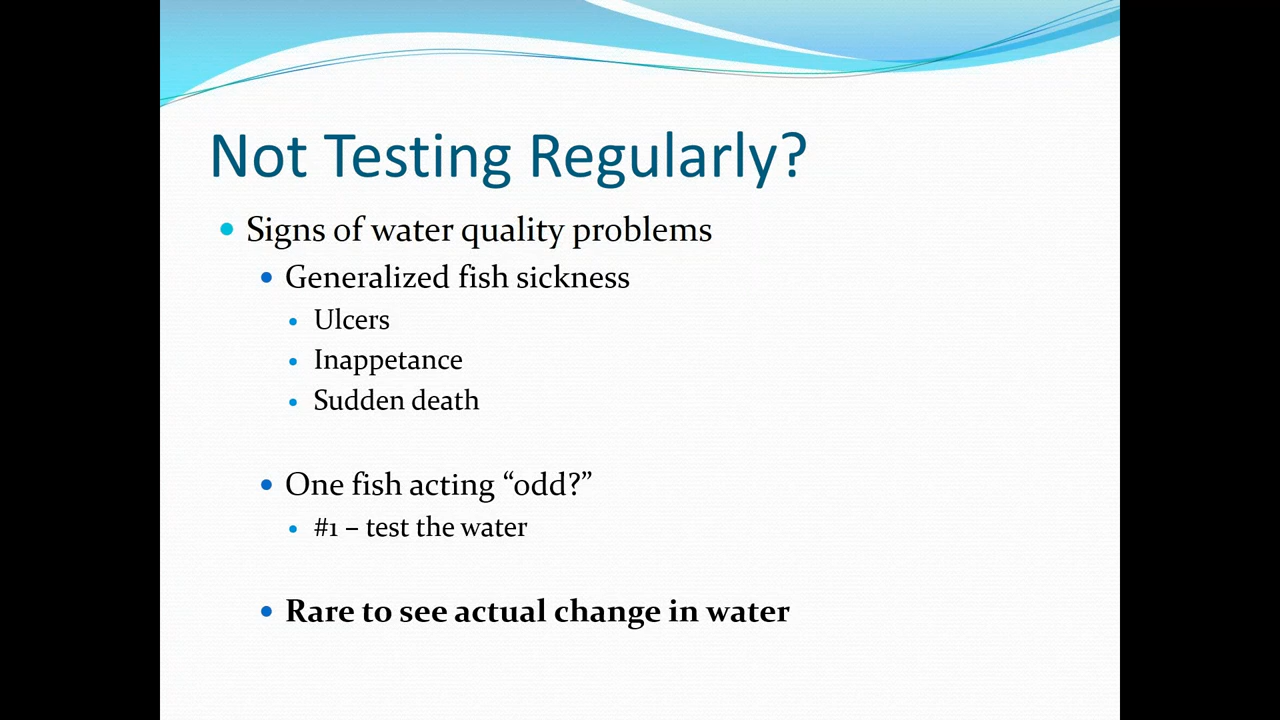 Not Testing Regularly?
Signs of water quality problems
Generalized fish sickness
Ulcers
Inappetance
Sudden death
One fish acting “odd?”
#1 – test the water
Rare to see actual change in water